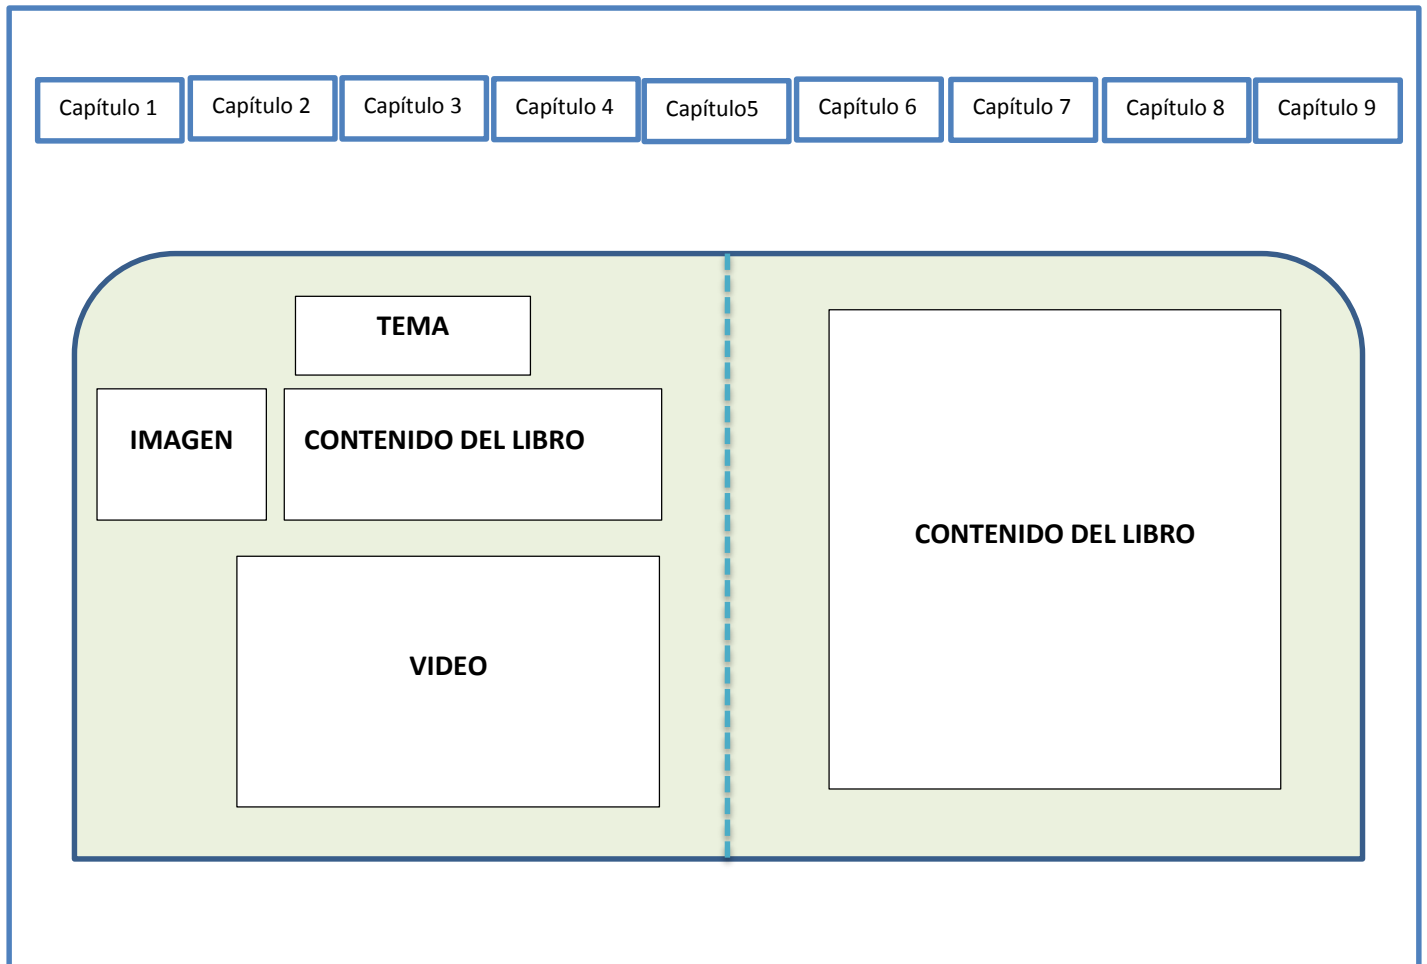 Capítulo 1
Capítulo 2
Capítulo 3
Capítulo 4
Capítulo5
Capítulo 6
Capítulo 7
Capítulo 8
Capítulo 9
TEMA
IMAGEN
CONTENIDO DEL LIBRO
VIDEO
CONTENIDO DEL LIBRO